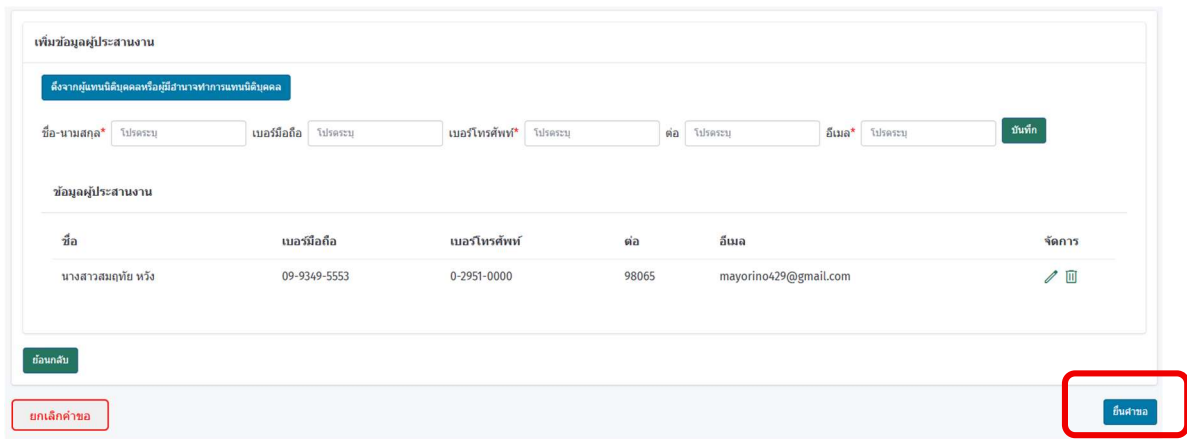 เพิ่มข้อมูลผู้ประสานงาน
ดึงจากผู้แทนนิติบุคคลหรือผู้มีอำนาจทำการแทนนิติบุคคล
ชื่อ-นามสกุล* โปรดระบุ เบอร์มือถือ โปรดระบุ เบอร์โทรศัพท์* โปรดระบุ ต่อ โปรดระบุ อีเมล* โปรดระบุ บันทึก
ข้อมูลผู้ประสานงาน
ชื่อ เบอร์มือถือ เบอร์โทรศัพท์ ต่อ อีเมล จัดการ
นางสาวสมฤทัย หวัง 09-9349-5553 0-2951-0000 98065 mayorino429@gmail.com
ย้อนกลับ
ยกเลิกคำขอ ยื่นคำขอ